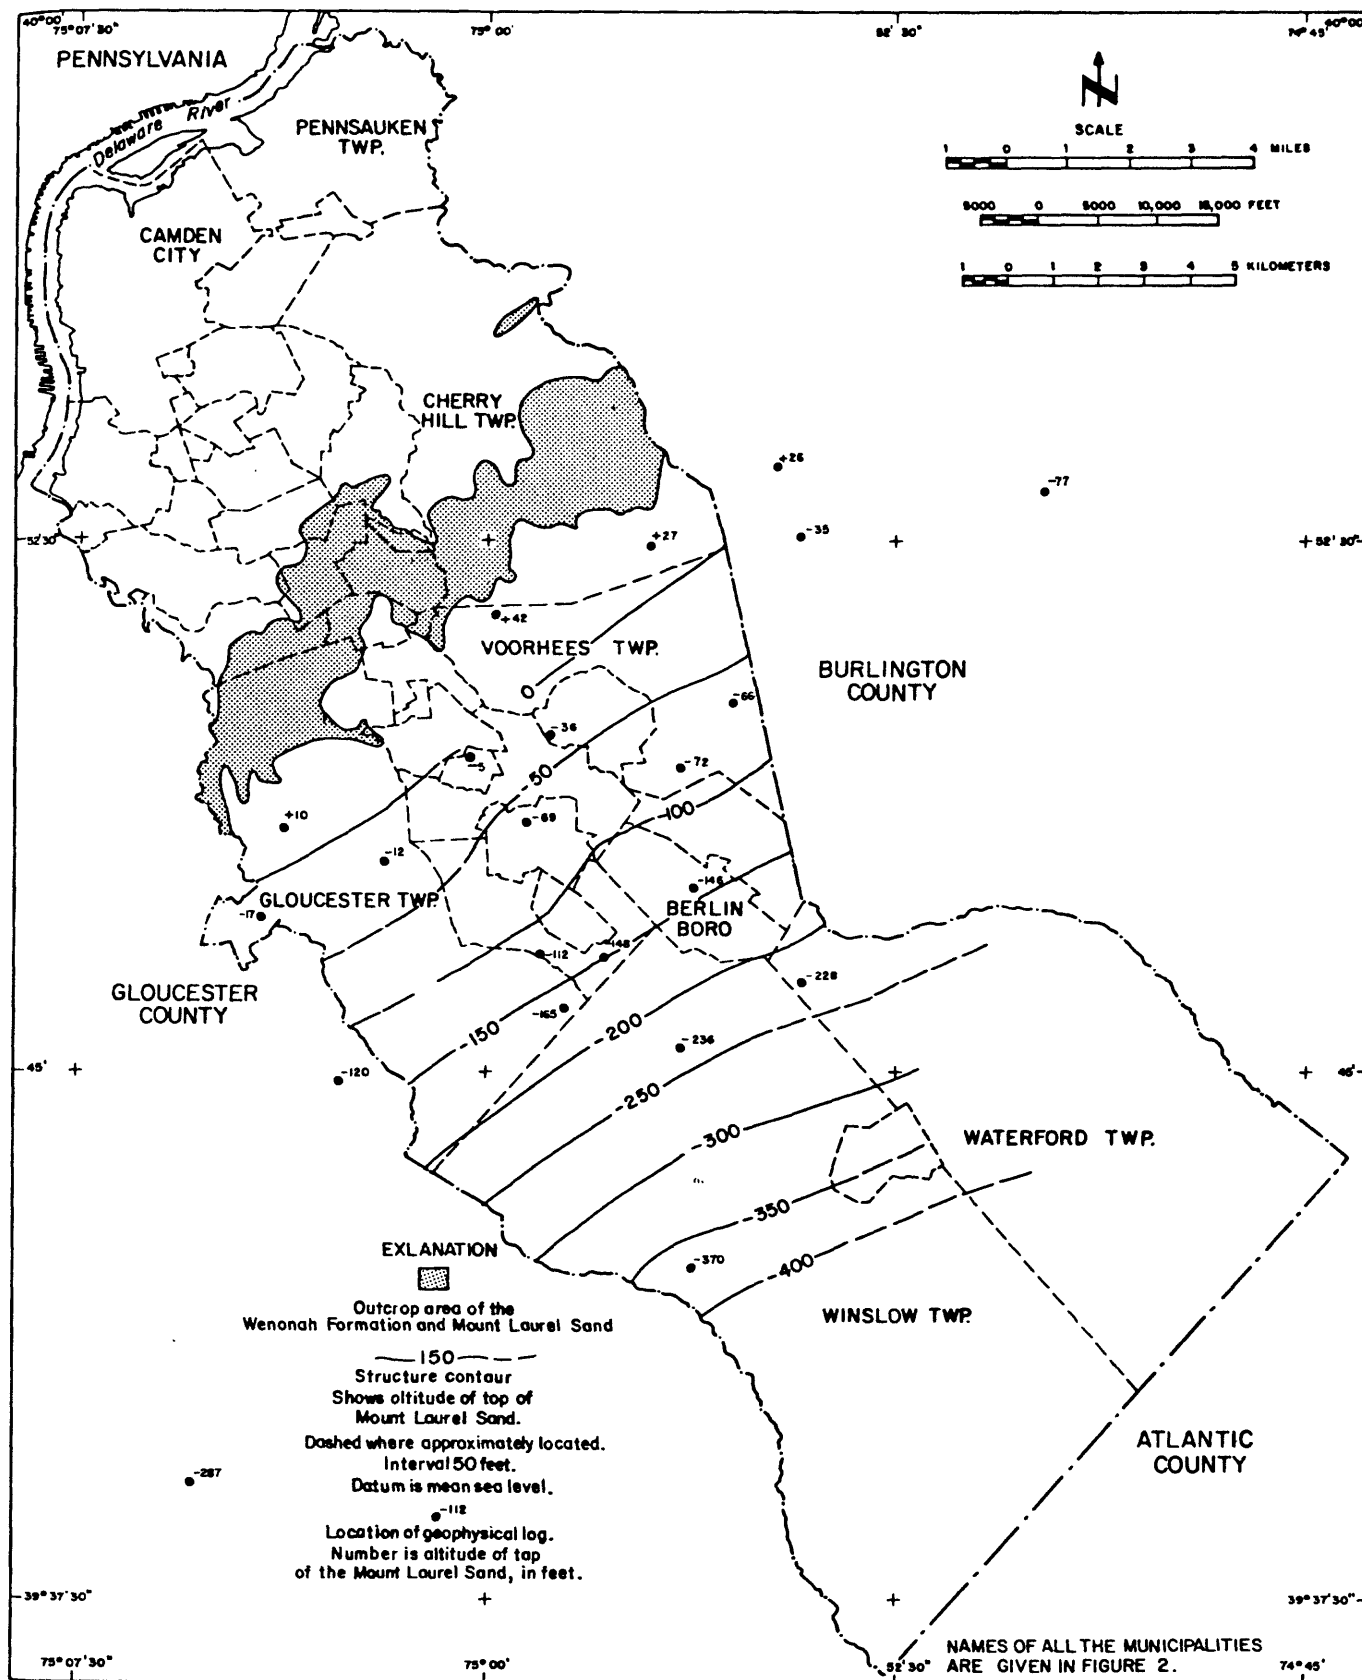 40°00'
75°07'30"
75°00'
52'30"
74°45'
40°00'
PENNSYLVANIA
Delaware River
PENNSAUKEN
TWP.
SCALE
1 0 1 2 3 4 MILES
5000 0 5000 10,000 15,000 FEET
1 0 1 2 3 4 5 KILOMETERS
CAMDEN
CITY
CHERRY
HILL TWP.
+26
-77
52'30"
+27
-35
52'30"
+42
VOORHEES TWP.
BURLINGTON
COUNTY
0
-66
-36
-5
-50
-72
-100
+10
-69
-12
-146
GLOUCESTER TWP.
BERLIN
BORO
-17
-148
-112
-228
GLOUCESTER
COUNTY
-165
-150
-200
-236
45'
-120
45'
-250
-300
WATERFORD TWP.
-350
-370
-400
EXLANATION
Outcrop area of the
Wenonah Formation and Mount Laurel Sand
WINSLOW TWP.
150
Structure contour
Shows altitude of top of
Mount Laurel Sand.
Dashed where approximately located.
Interval 50 feet.
Datum is mean sea level.
ATLANTIC
COUNTY
-287
-112
Location of geophysical log.
Number is altitude of top
of the Mount Laurel Sand, in feet.
39°37'30"
39°37'30"
NAMES OF ALL THE MUNICIPALITIES
ARE GIVEN IN FIGURE 2.
75°07'30"
75°00'
52'30"
74°45'